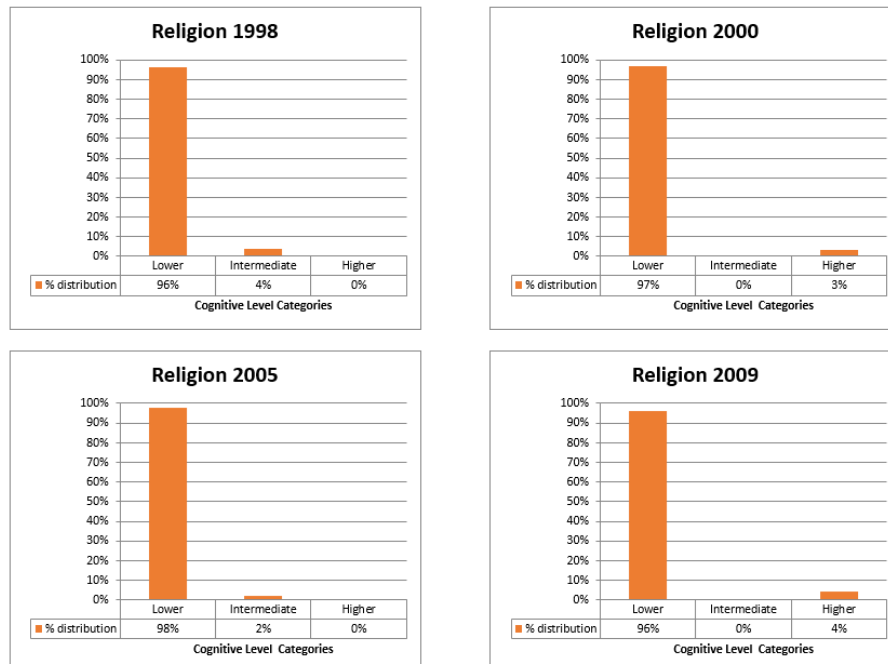 Religion 1998
100%
90%
80%
70%
60%
50%
40%
30%
20%
10%
0%
Lower Intermediate Higher
% distribution 96% 4% 0%
Cognitive Level Categories
Religion 2000
100%
90%
80%
70%
60%
50%
40%
30%
20%
10%
0%
Lower Intermediate Higher
% distribution 97% 0% 3%
Cognitive Level Categories
Religion 2005
100%
90%
80%
70%
60%
50%
40%
30%
20%
10%
0%
Lower Intermediate Higher
% distribution 98% 2% 0%
Cognitive Level Categories
Religion 2009
100%
90%
80%
70%
60%
50%
40%
30%
20%
10%
0%
Lower Intermediate Higher
% distribution 96% 0% 4%
Cognitive Level Categories